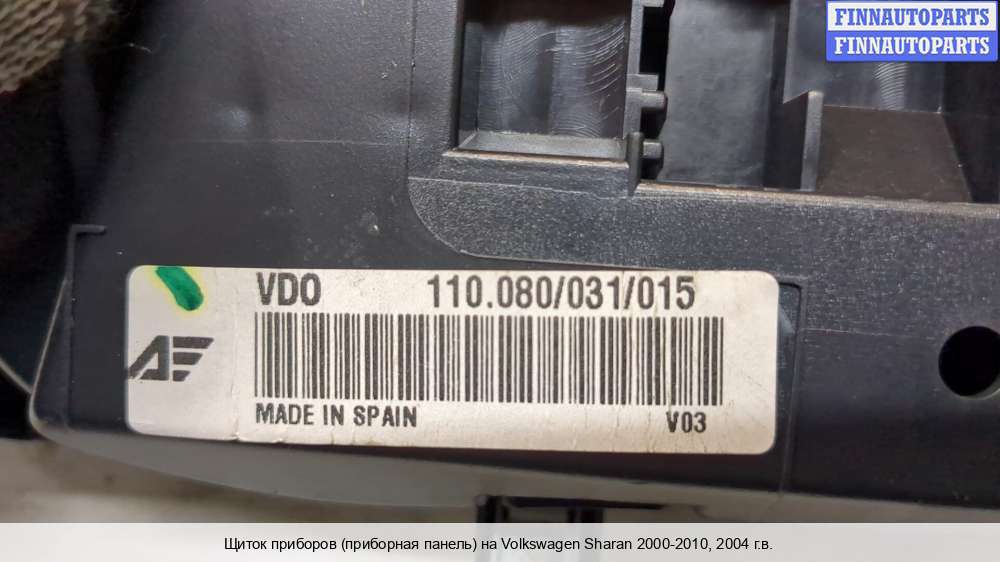 FINNAUTOPARTS
FINNAUTOPARTS
VDO 110.080/031/015
AF
MADE IN SPAIN V03
Щиток приборов (приборная панель) на Volkswagen Sharan 2000-2010, 2004 г.в.